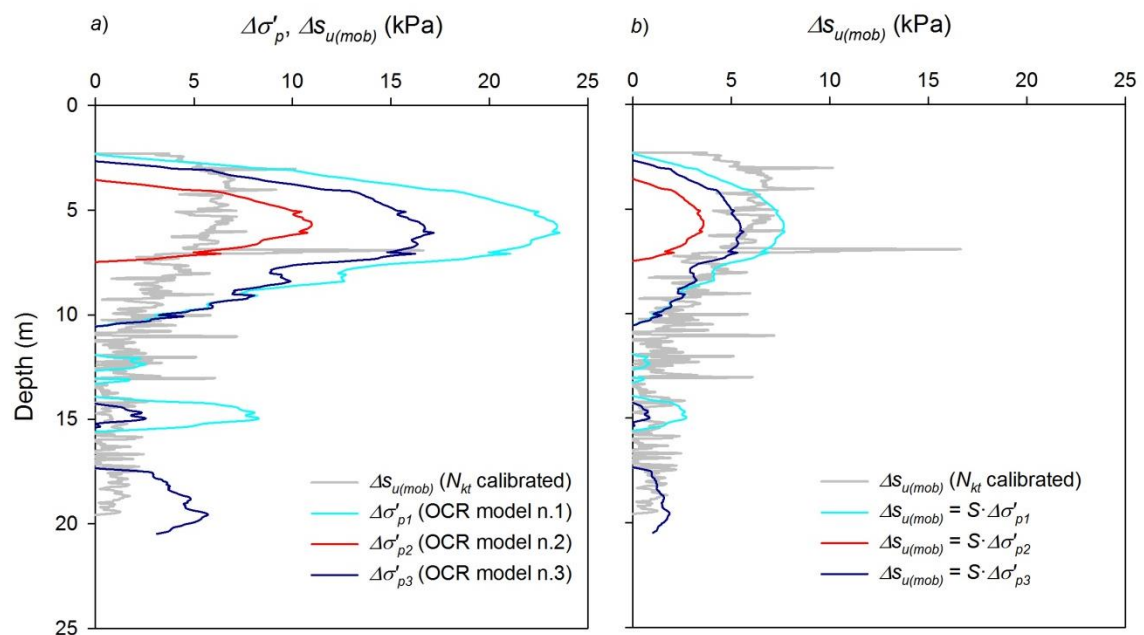 a)
Δσ′p, Δsu(mob) (kPa)
0 5 10 15 20 25
0
5
10
15
20
25
Depth (m)
Δsu(mob) (Nkt calibrated)
Δσ′p1 (OCR model n.1)
Δσ′p2 (OCR model n.2)
Δσ′p3 (OCR model n.3)
b)
Δsu(mob) (kPa)
0 5 10 15 20 25
Δsu(mob) (Nkt calibrated)
Δsu(mob) = S·Δσ′p1
Δsu(mob) = S·Δσ′p2
Δsu(mob) = S·Δσ′p3